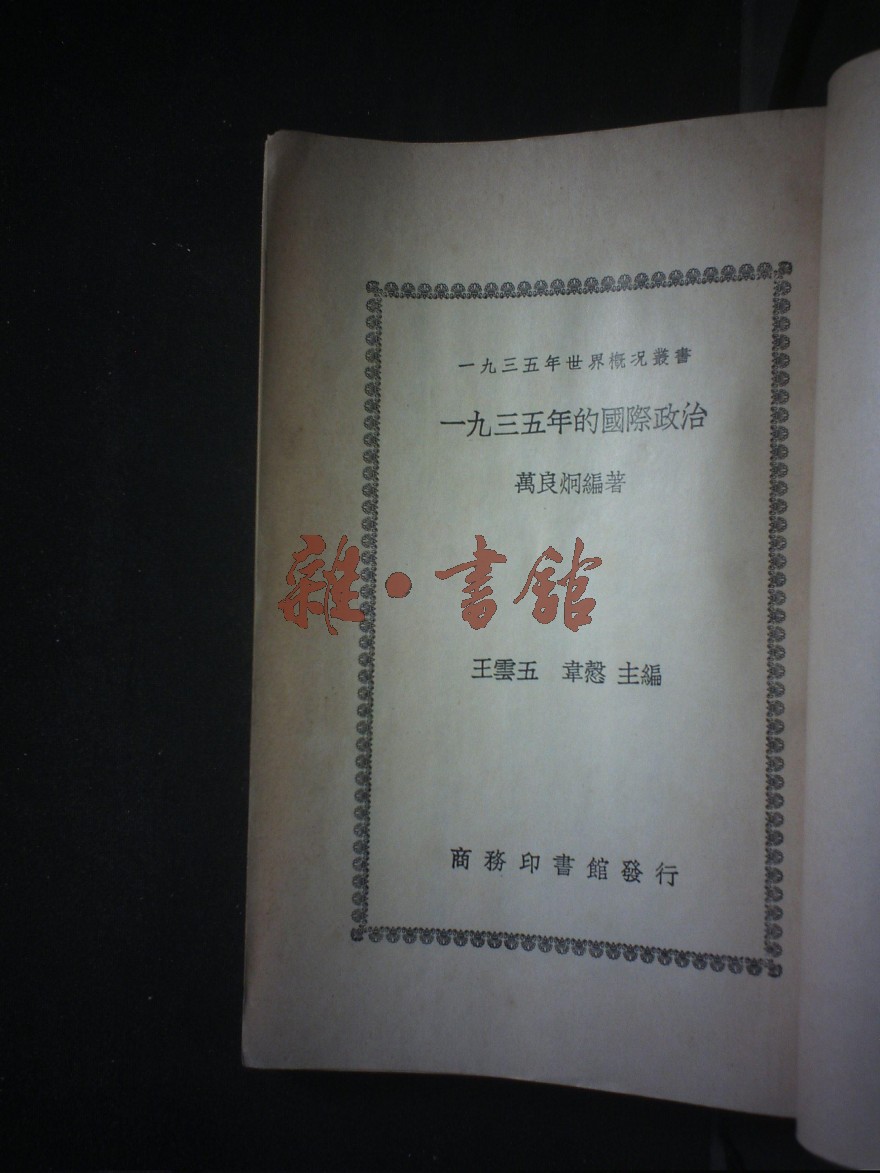 一九三五年世界概況叢書
一九三五年的國際政治
萬良炯編著
雜·書館
王雲五 韋慤 主編
商務印書館發行